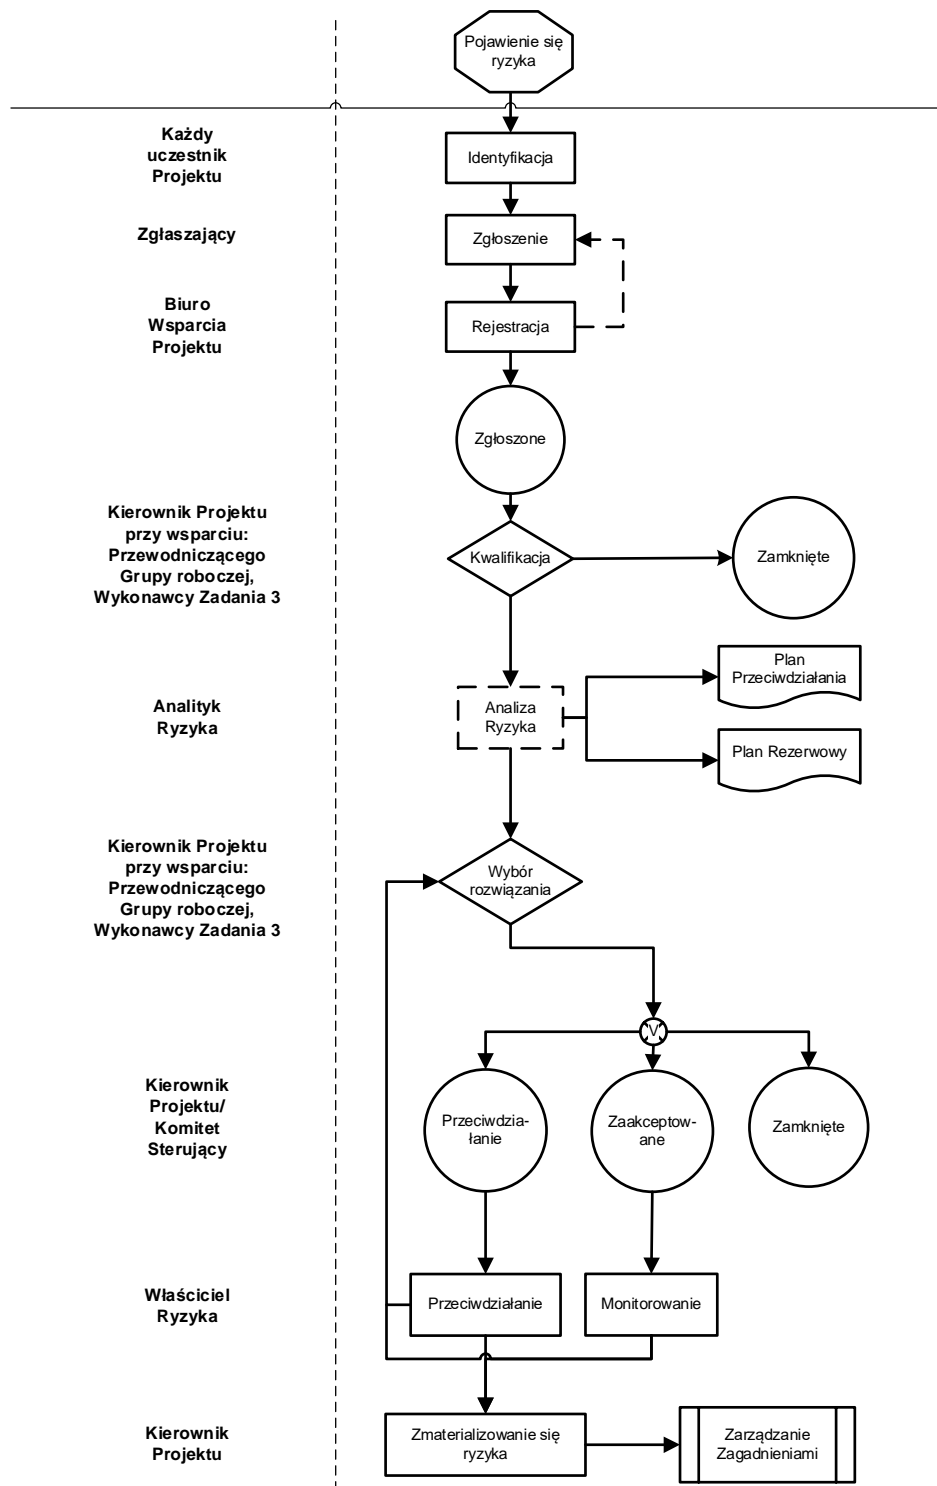 Pojawienie się
ryzyka
Każdy
uczestnik
Projektu
Identyfikacja
Zgłaszający
Zgłoszenie
Biuro
Wsparcia
Projektu
Rejestracja
Zgłoszone
Kierownik Projektu
przy wsparciu:
Przewodniczącego
Grupy roboczej,
Wykonawcy Zadania 3
Kwalifikacja
Zamknięte
Analityk
Ryzyka
Analiza
Ryzyka
Plan
Przeciwdziałania
Plan Rezerwowy
Kierownik Projektu
przy wsparciu:
Przewodniczącego
Grupy roboczej,
Wykonawcy Zadania 3
Wybór
rozwiązania
V
Kierownik
Projektu/
Komitet
Sterujący
Przeciwdzia-
łanie
Zaakceptow-
ane
Zamknięte
Właściciel
Ryzyka
Przeciwdziałanie
Monitorowanie
Kierownik
Projektu
Zmaterializowanie się
ryzyka
Zarządzanie
Zagadnieniami